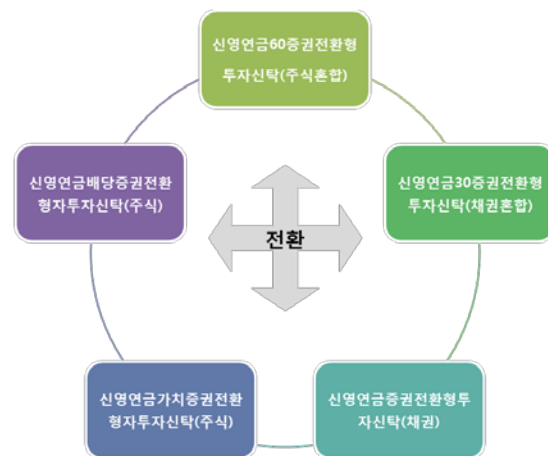 신영연금60증권전환형
투자신탁(주식혼합)
신영연금배당증권전환
형자투자신탁(주식)
신영연금30증권전환형
투자신탁(채권혼합)
전환
신영연금가치증권전환
형자투자신탁(주식)
신영연금증권전환형투
자신탁(채권)